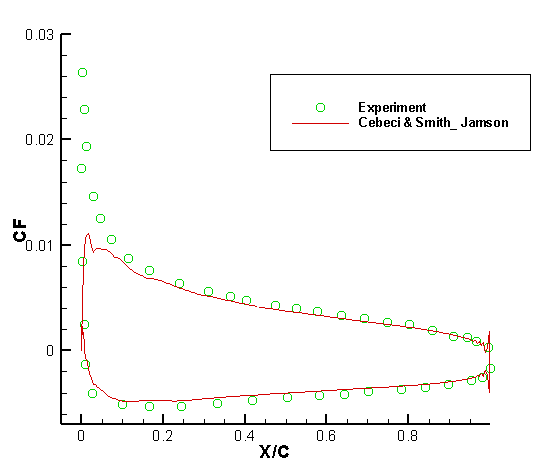 0.03
Experiment
Cebeci & Smith_ Jamson
0.02
CF
0.01
0
0 0.2 0.4 0.6 0.8
X/C